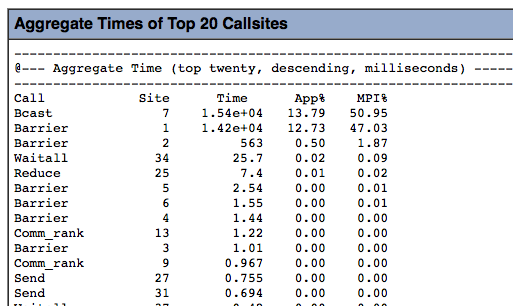 Aggregate Times of Top 20 Callsites
---------------------------------------------------------------------------
@--- Aggregate Time (top twenty, descending, milliseconds) -----
---------------------------------------------------------------------------
Call Site Time App% MPI%
Bcast 7 1.54e+04 13.79 50.95
Barrier 1 1.42e+04 12.73 47.03
Barrier 2 563 0.50 1.87
Waitall 34 25.7 0.02 0.09
Reduce 25 7.4 0.01 0.02
Barrier 5 2.54 0.00 0.01
Barrier 6 1.55 0.00 0.01
Barrier 4 1.44 0.00 0.00
Comm_rank 13 1.22 0.00 0.00
Barrier 3 1.01 0.00 0.00
Comm_rank 9 0.967 0.00 0.00
Send 27 0.755 0.00 0.00
Send 31 0.694 0.00 0.00